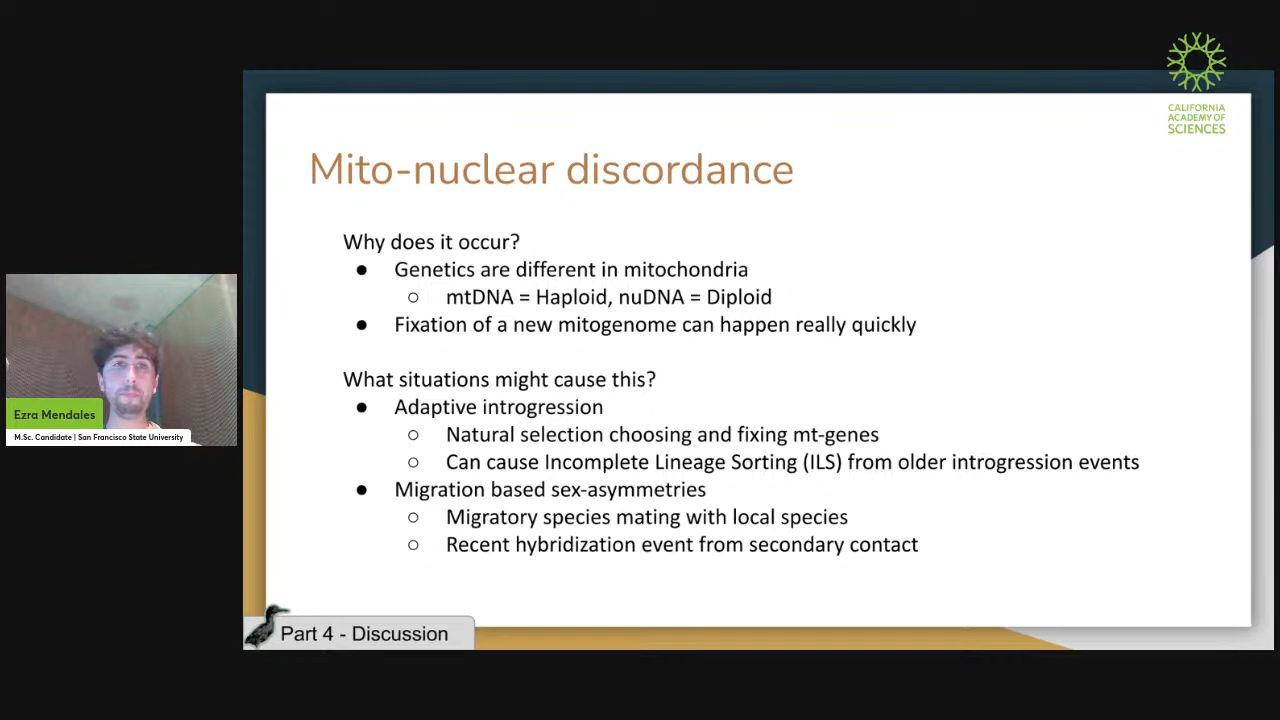 CALIFORNIA
ACADEMY OF
SCIENCES
Mito-nuclear discordance
Why does it occur?
● Genetics are different in mitochondria
○ mtDNA = Haploid, nuDNA = Diploid
● Fixation of a new mitogenome can happen really quickly
What situations might cause this?
● Adaptive introgression
○ Natural selection choosing and fixing mt-genes
○ Can cause Incomplete Lineage Sorting (ILS) from older introgression events
● Migration based sex-asymmetries
○ Migratory species mating with local species
○ Recent hybridization event from secondary contact
Ezra Mendales
M.Sc. Candidate | San Francisco State University
Part 4 - Discussion